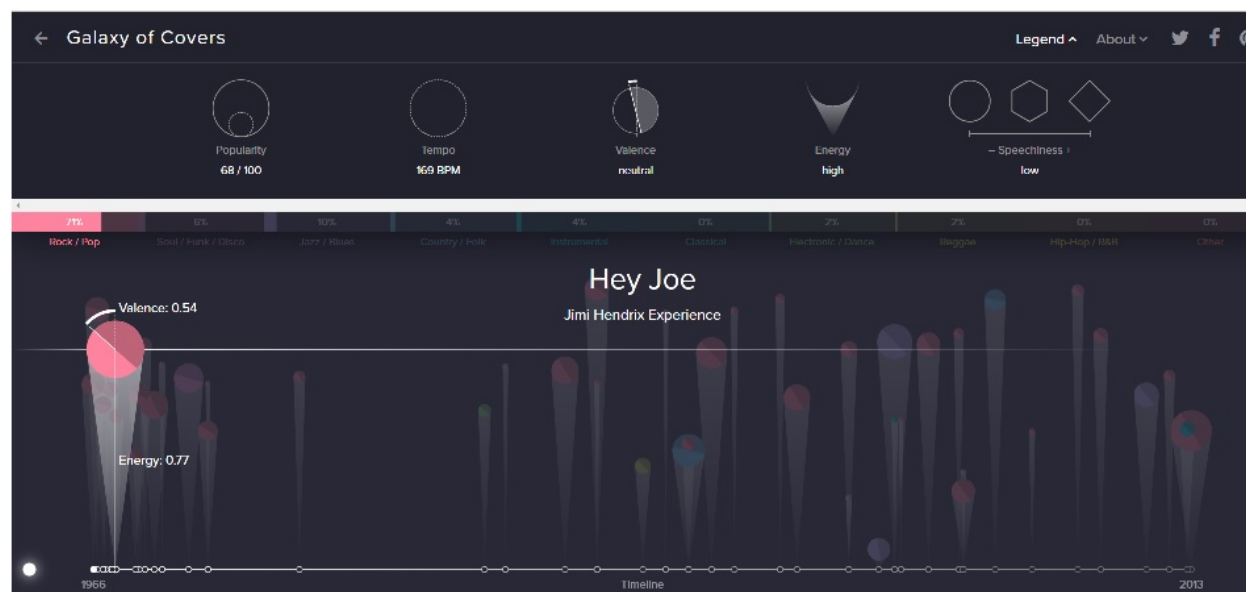 ← Galaxy of Covers
Legend About
Popularity Tempo Valence Energy – Speechiness
68 / 100 169 BPM neutral high low
71% 6% 10% 4% 4% 0% 2% 2% 0% 0%
Rock / Pop Soul / Funk / Disco Jazz / Blues Country / Folk Instrumental Classical Electronic / Dance Reggae Hip-Hop / R&B Other
Hey Joe
Valence: 0.54
Jimi Hendrix Experience
Energy: 0.77
1966 Timeline 2013